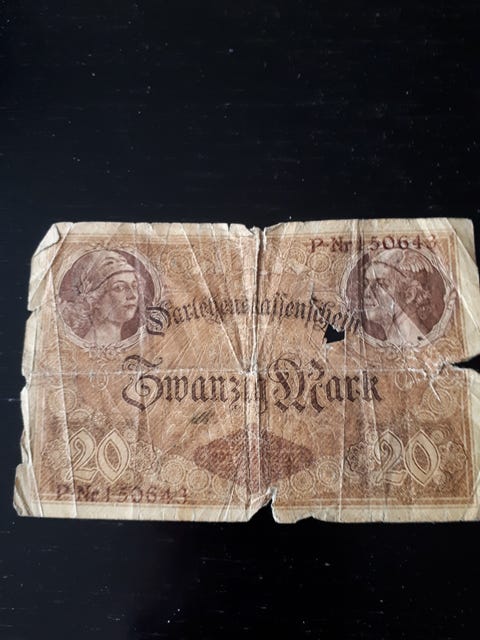 P·Nr 150643
Darlehenskassenschein
Zwanzig Mark
20 20
P·Nr 150643